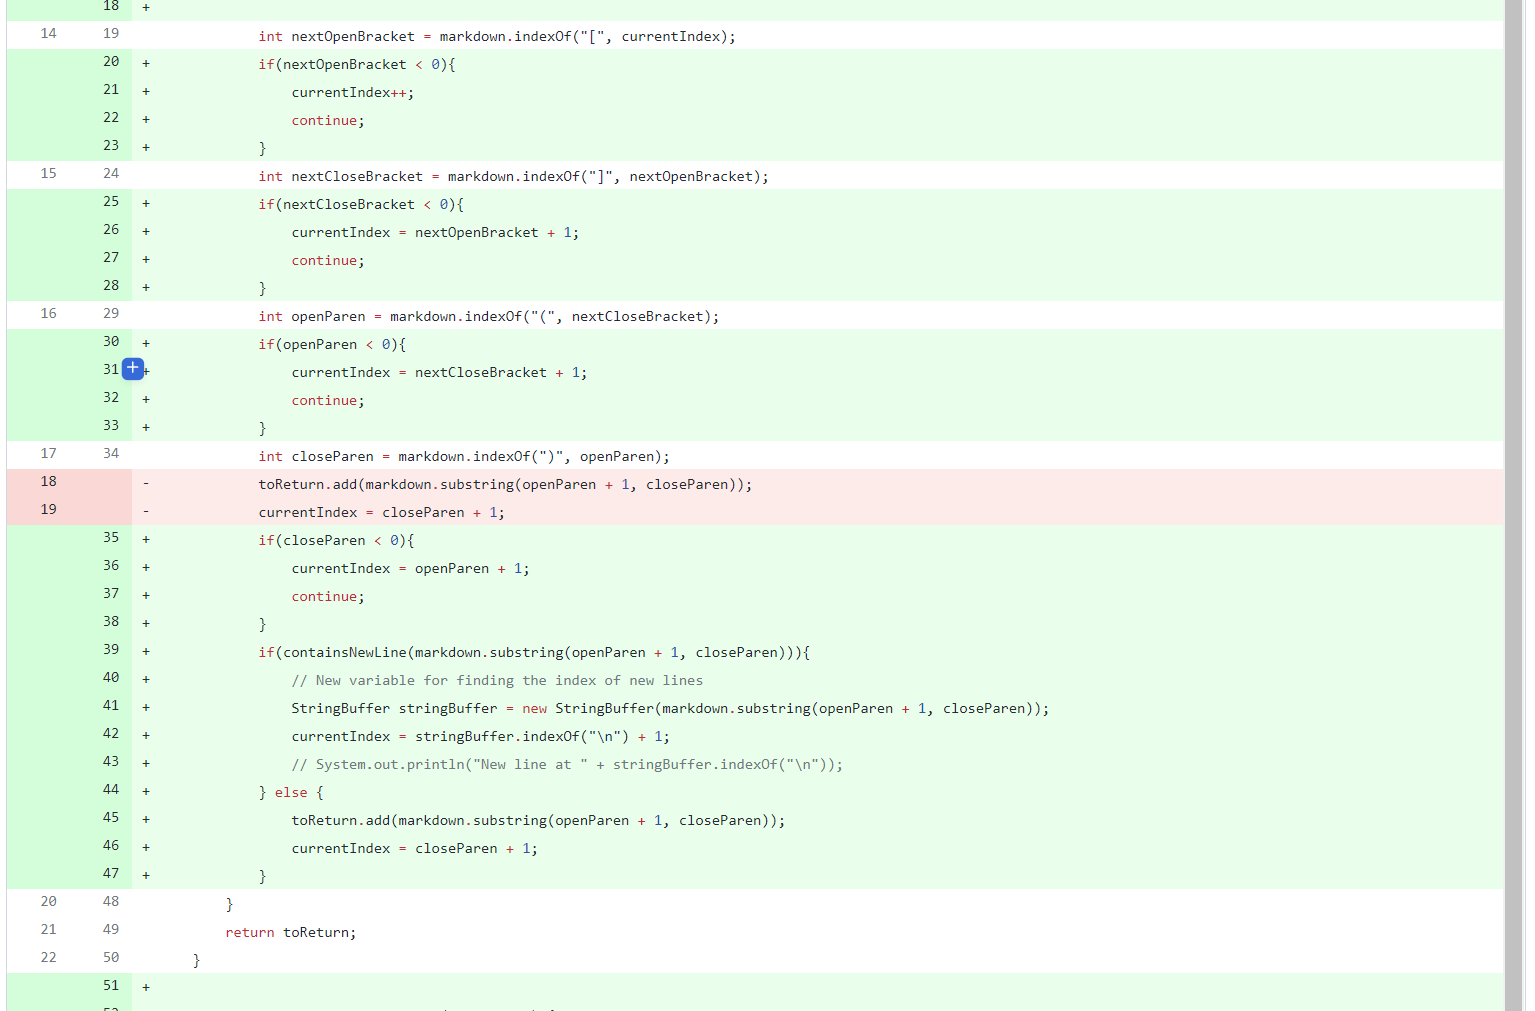 18 +
14 19 int nextOpenBracket = markdown.indexOf("[", currentIndex);
20 + if(nextOpenBracket < 0){
21 + currentIndex++;
22 + continue;
23 + }
15 24 int nextCloseBracket = markdown.indexOf("]", nextOpenBracket);
25 + if(nextCloseBracket < 0){
26 + currentIndex = nextOpenBracket + 1;
27 + continue;
28 + }
16 29 int openParen = markdown.indexOf("(", nextCloseBracket);
30 + if(openParen < 0){
31 + currentIndex = nextCloseBracket + 1;
32 + continue;
33 + }
17 34 int closeParen = markdown.indexOf(")", openParen);
18 - toReturn.add(markdown.substring(openParen + 1, closeParen));
19 - currentIndex = closeParen + 1;
35 + if(closeParen < 0){
36 + currentIndex = openParen + 1;
37 + continue;
38 + }
39 + if(containsNewLine(markdown.substring(openParen + 1, closeParen))){
40 + // New variable for finding the index of new lines
41 + StringBuffer stringBuffer = new StringBuffer(markdown.substring(openParen + 1, closeParen));
42 + currentIndex = stringBuffer.indexOf("\n") + 1;
43 + // System.out.println("New line at " + stringBuffer.indexOf("\n"));
44 + } else {
45 + toReturn.add(markdown.substring(openParen + 1, closeParen));
46 + currentIndex = closeParen + 1;
47 + }
20 48 }
21 49 return toReturn;
22 50 }
51 +